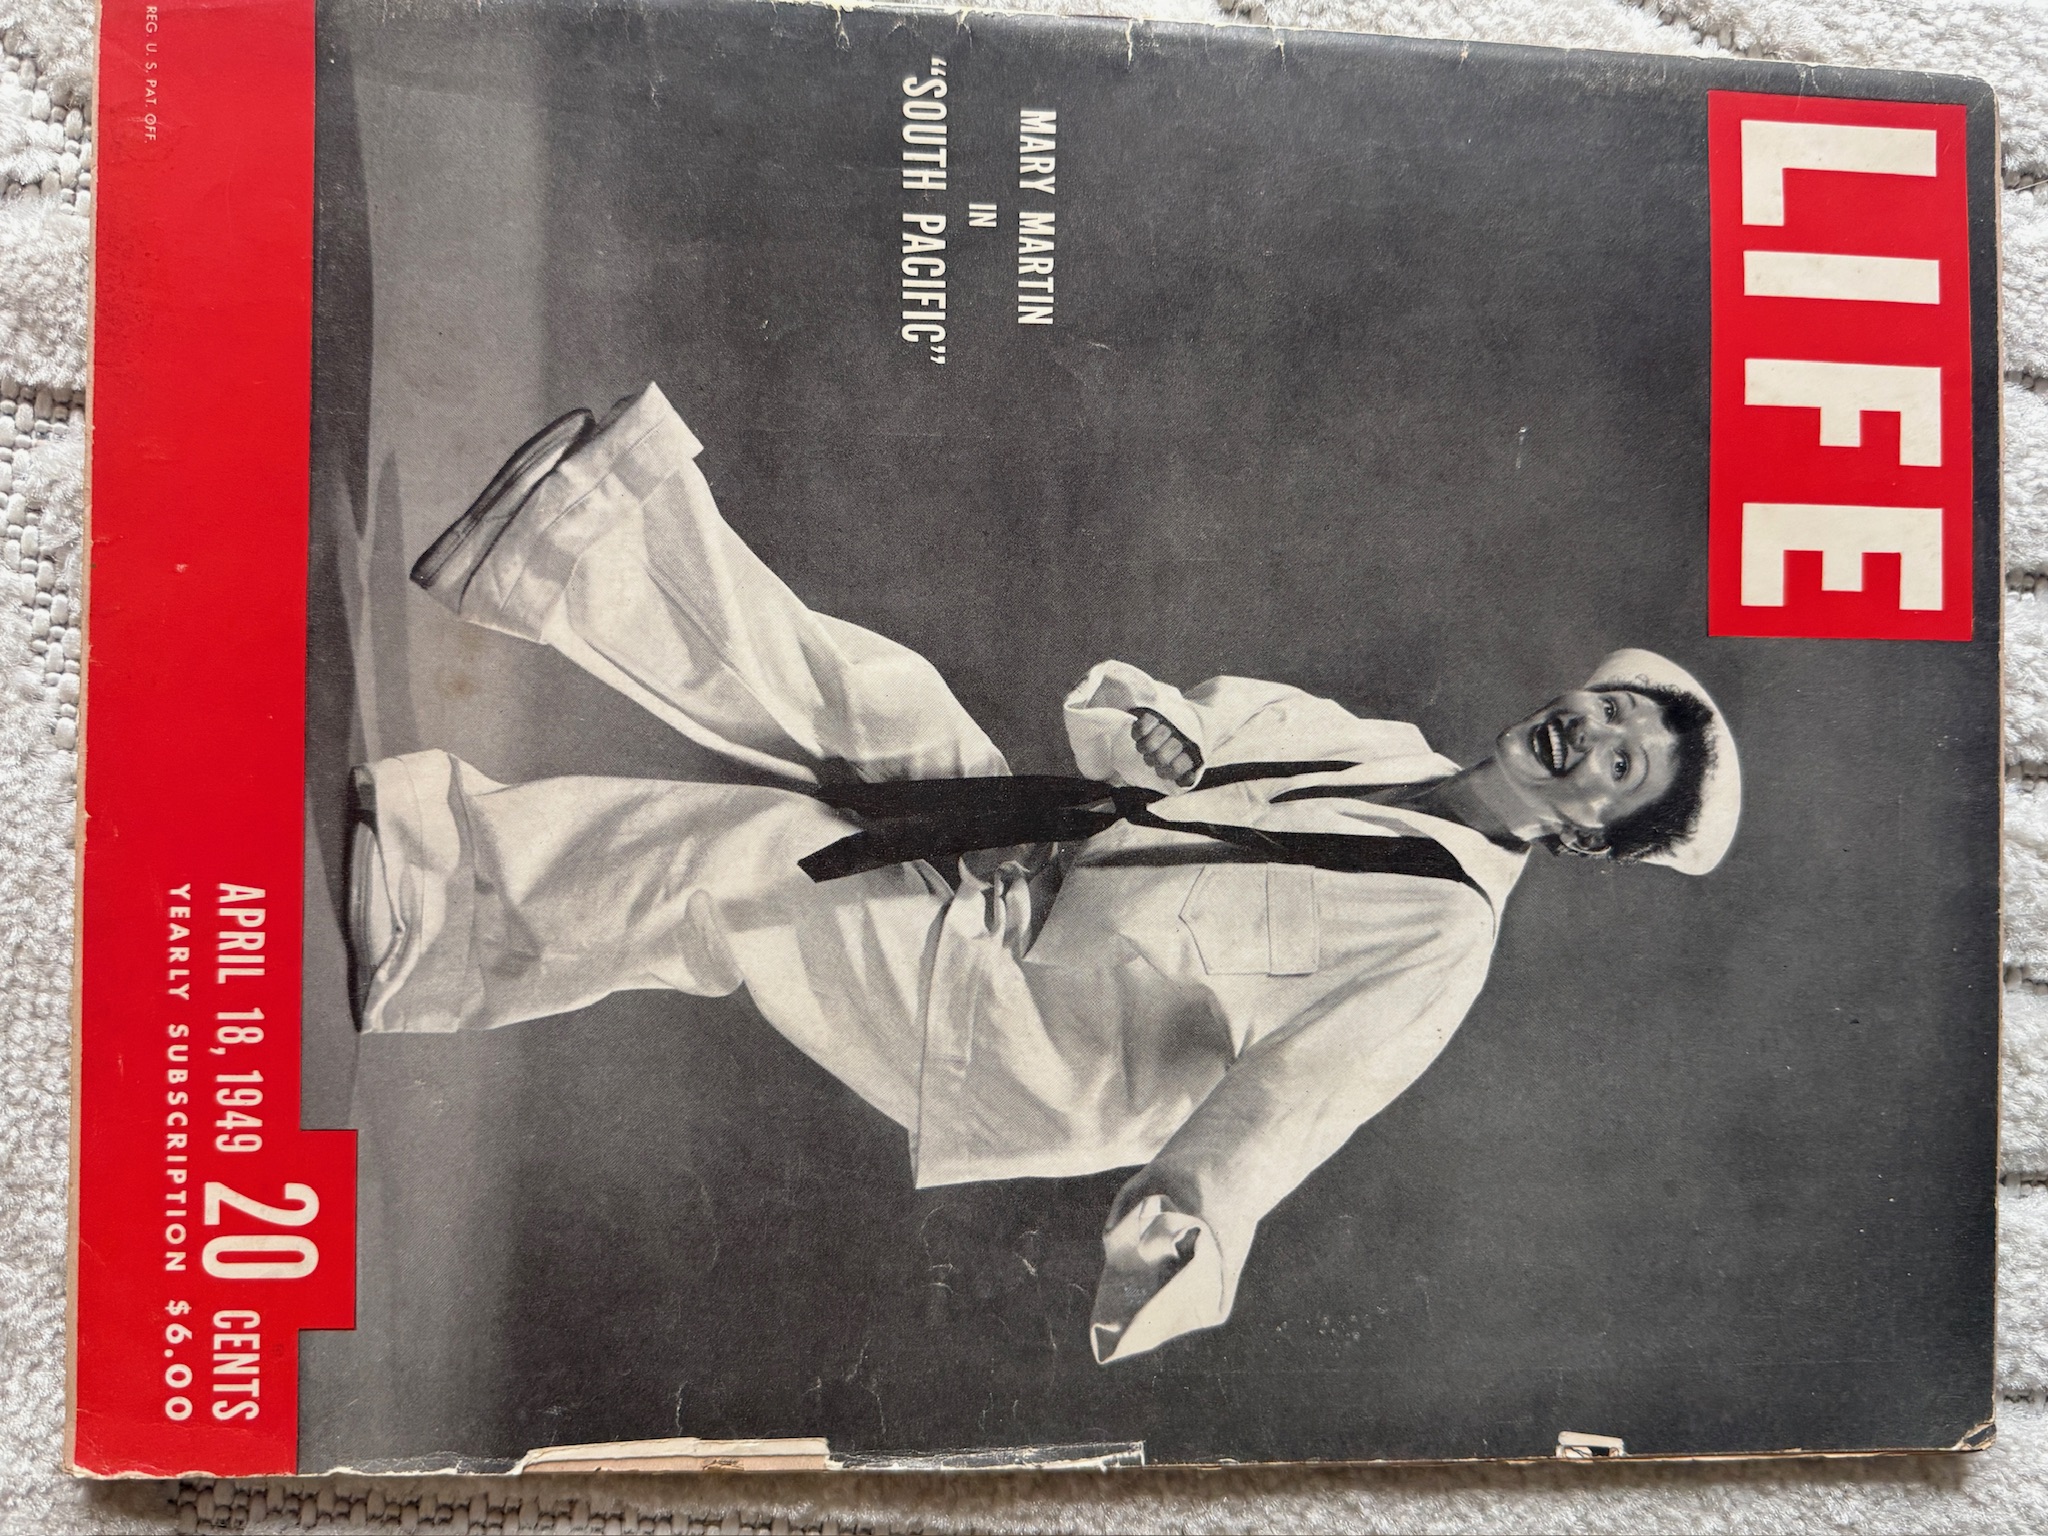 LIFE
MARY MARTIN
IN
"SOUTH PACIFIC"
APRIL 18, 1949 20 CENTS
YEARLY SUBSCRIPTION $6.00
REG. U. S. PAT. OFF.